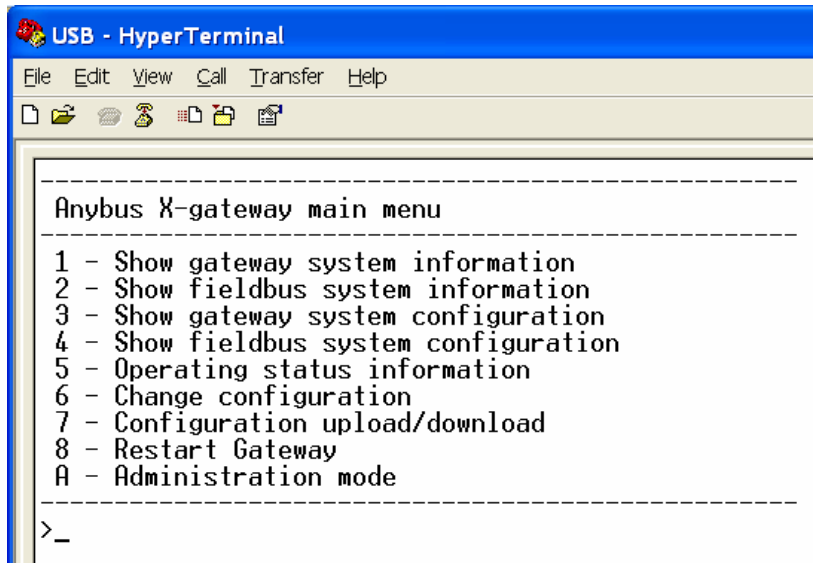 USB - HyperTerminal
File Edit View Call Transfer Help
--------------------------------------------------
Anybus X-gateway main menu
--------------------------------------------------
1 - Show gateway system information
2 - Show fieldbus system information
3 - Show gateway system configuration
4 - Show fieldbus system configuration
5 - Operating status information
6 - Change configuration
7 - Configuration upload/download
8 - Restart Gateway
A - Administration mode
--------------------------------------------------
>_